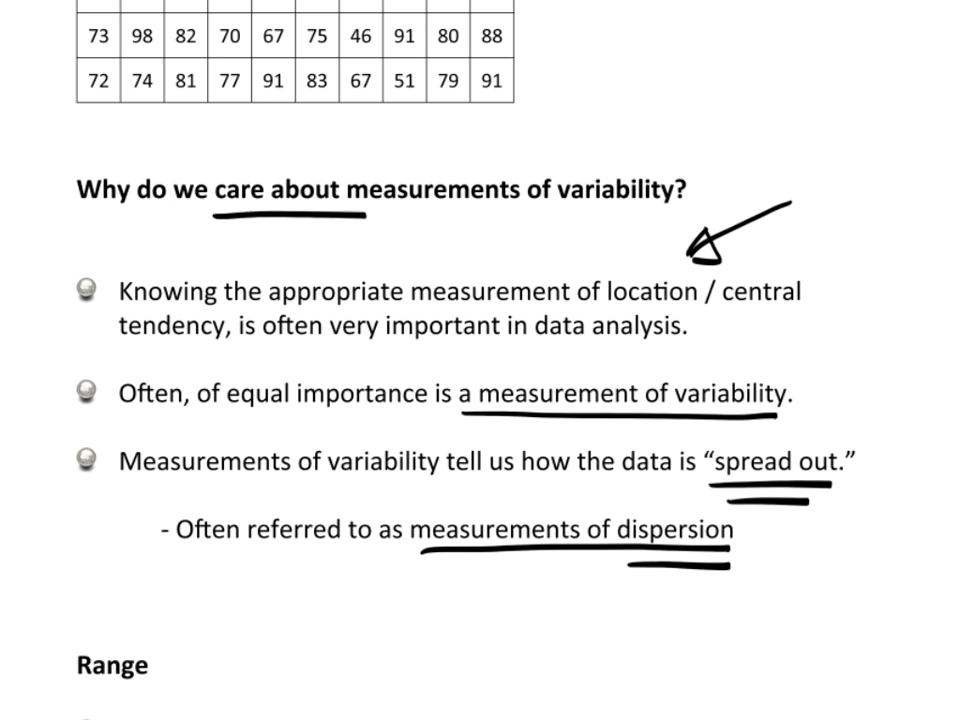 73 98 82 70 67 75 46 91 80 88
72 74 81 77 91 83 67 51 79 91
Why do we care about measurements of variability?
Knowing the appropriate measurement of location / central
tendency, is often very important in data analysis.
Often, of equal importance is a measurement of variability.
Measurements of variability tell us how the data is “spread out.”
- Often referred to as measurements of dispersion
Range